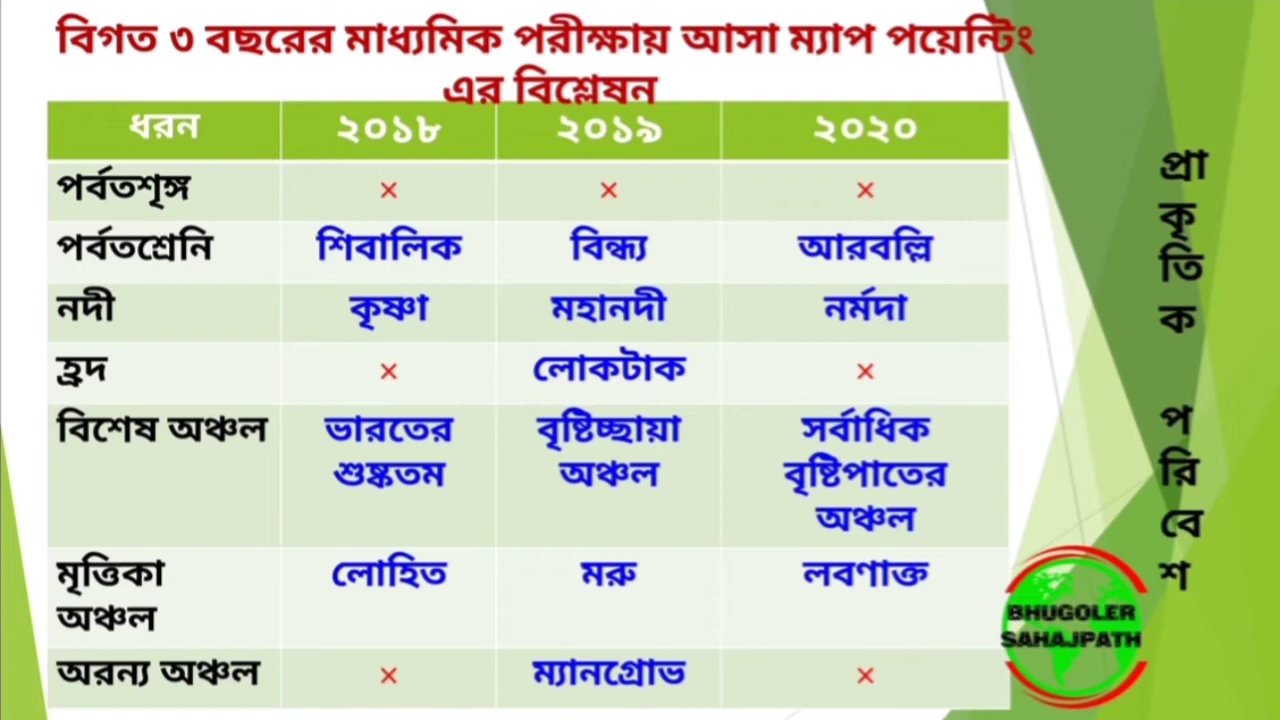 বিগত ৩ বছরের মাধ্যমিক পরীক্ষায় আসা ম্যাপ পয়েন্টিং
এর বিশ্লেষন
ধরন ২০১৮ ২০১৯ ২০২০
পর্বতশৃঙ্গ × × ×
পর্বতশ্রেনি শিবালিক বিন্ধ্য আরবল্লি
নদী কৃষ্ণা মহানদী নর্মদা
হ্রদ × লোকটাক ×
বিশেষ অঞ্চল ভারতের বৃষ্টিচ্ছায়া সর্বাধিক
শুষ্কতম অঞ্চল বৃষ্টিপাতের
অঞ্চল
মৃত্তিকা লোহিত মরু লবণাক্ত
অঞ্চল
অরন্য অঞ্চল × ম্যানগ্রোভ ×
প্রাকৃতিক পরিবেশ
BHUGOLER
SAHAJPATH